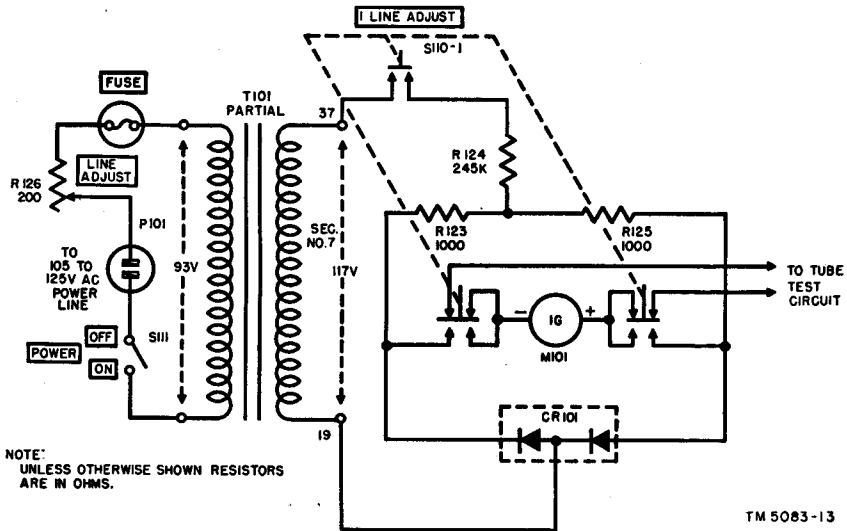 1 LINE ADJUST
S110-1
FUSE
T101
PARTIAL
37
R124
245K
LINE
ADJUST
R126
200
P101
R123
1000
R125
1000
SEC.
NO.7
93V
117V
TO
105 TO
125V AC
POWER
LINE
TO TUBE
TEST
CIRCUIT
-
IG
+
M101
OFF
S111
POWER
ON
19
CR101
NOTE:
UNLESS OTHERWISE SHOWN RESISTORS
ARE IN OHMS.
TM 5083-13